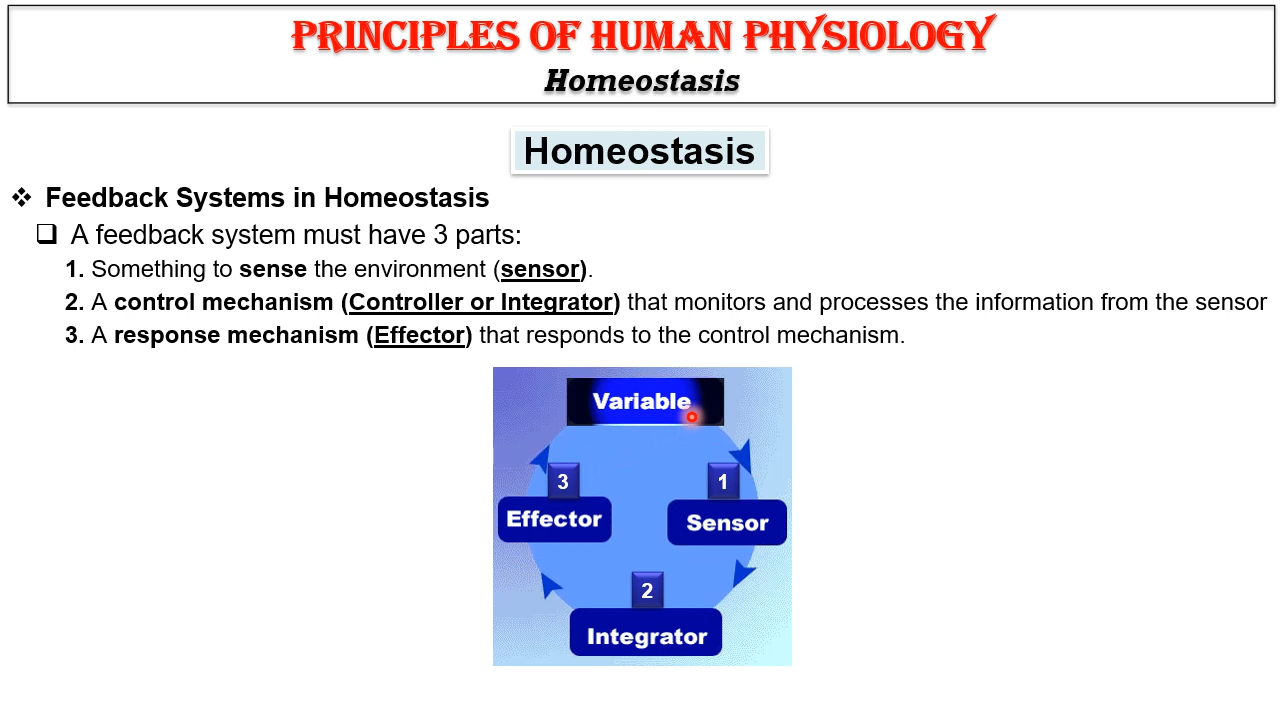 PRINCIPLES OF HUMAN PHYSIOLOGY
Homeostasis
Homeostasis
❖ Feedback Systems in Homeostasis
❑ A feedback system must have 3 parts:
1. Something to sense the environment (sensor).
2. A control mechanism (Controller or Integrator) that monitors and processes the information from the sensor
3. A response mechanism (Effector) that responds to the control mechanism.
Variable
3
1
Effector
Sensor
2
Integrator